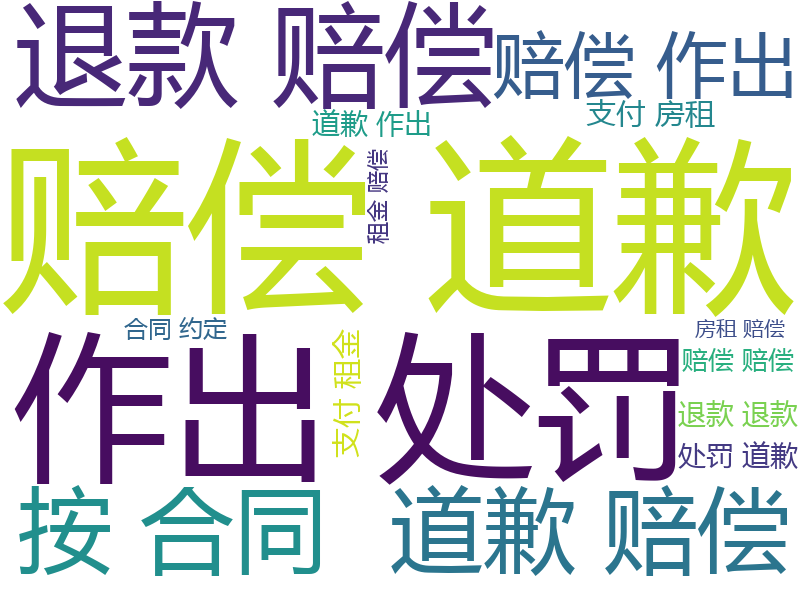 退款 赔偿
赔偿 作出
道歉 作出
支付 房租
赔偿 道歉
租金 赔偿
合同 约定
房租 赔偿
作出 处罚
支付 租金
赔偿 赔偿
退款 退款
处罚 道歉
按 合同
道歉 赔偿